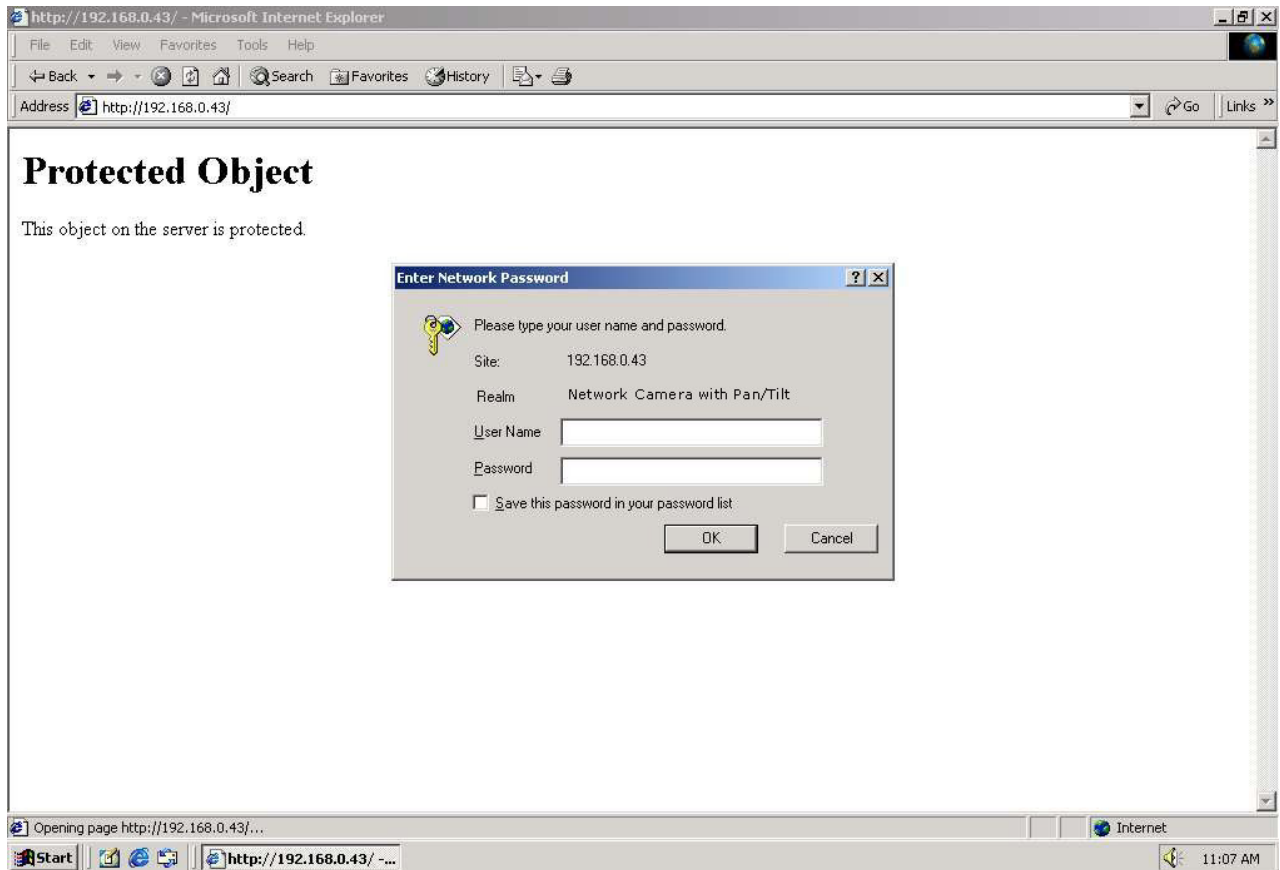 http://192.168.0.43/ - Microsoft Internet Explorer
File Edit View Favorites Tools Help
Back Search Favorites History
Address http://192.168.0.43/ Go Links »
Protected Object
This object on the server is protected.
Enter Network Password
Please type your user name and password.
Site: 192.168.0.43
Realm Network Camera with Pan/Tilt
User Name
Password
Save this password in your password list
OK Cancel
Opening page http://192.168.0.43/... Internet
Start http://192.168.0.43/ -... 11:07 AM